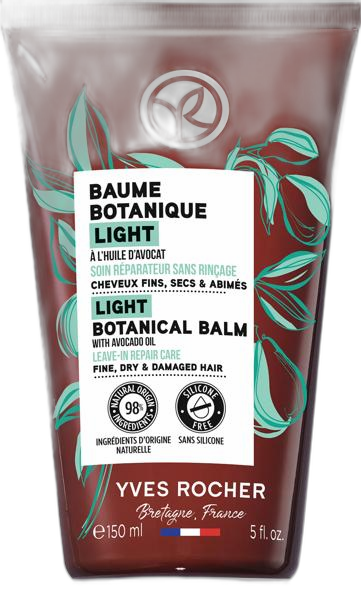 BAUME
BOTANIQUE
LIGHT
À L'HUILE D'AVOCAT
SOIN RÉPARATEUR SANS RINÇAGE
CHEVEUX FINS, SECS & ABIMÉS
LIGHT
BOTANICAL BALM
WITH AVOCADO OIL
LEAVE-IN REPAIR CARE
FINE, DRY & DAMAGED HAIR
NATURAL ORIGIN INGREDIENTS
98%
SILICONE FREE
INGRÉDIENTS D'ORIGINE NATURELLE
SANS SILICONE
YVES ROCHER
Bretagne, France
℮150 ml 5 fl. oz.